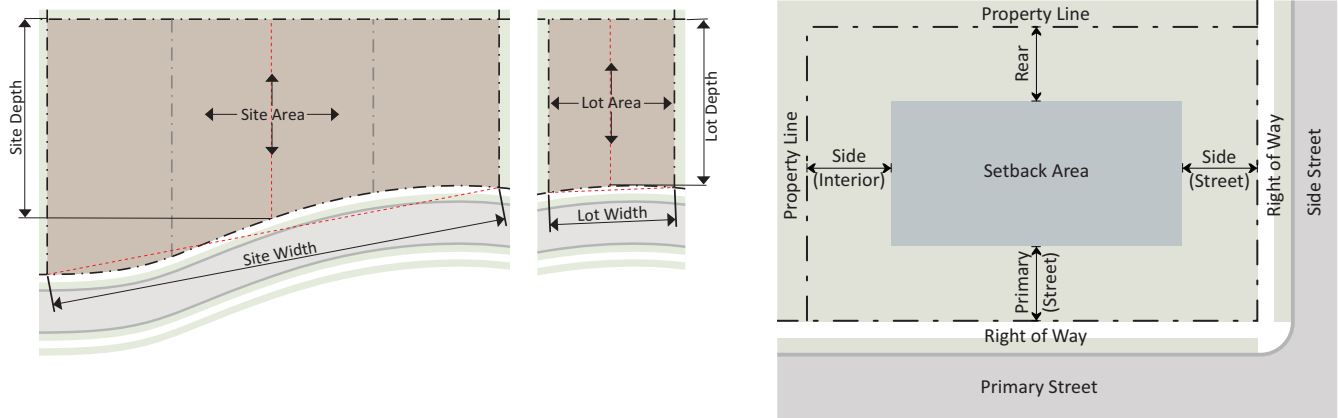 Site Depth
Site Area
Site Width
Lot Area
Lot Depth
Lot Width
Property Line
Rear
Property Line
Side
(Interior)
Setback Area
Side
(Street)
Right of Way
Side Street
Primary
(Street)
Right of Way
Primary Street